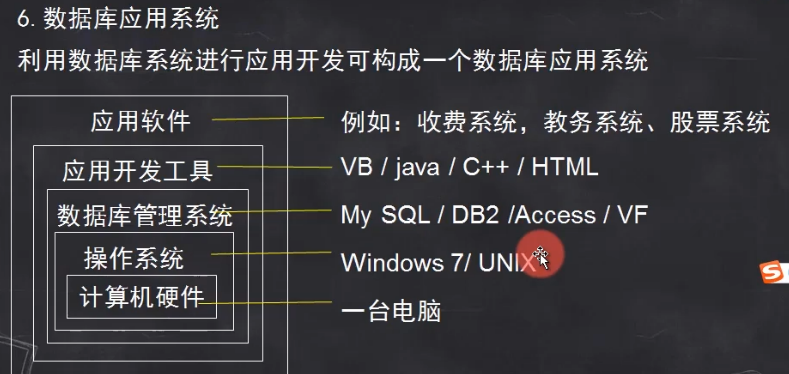 6.数据库应用系统
利用数据库系统进行应用开发可构成一个数据库应用系统
应用软件 例如：收费系统，教务系统、股票系统
应用开发工具 VB / java / C++ / HTML
数据库管理系统 My SQL / DB2 /Access / VF
操作系统 Windows 7/ UNIX
计算机硬件 一台电脑
S